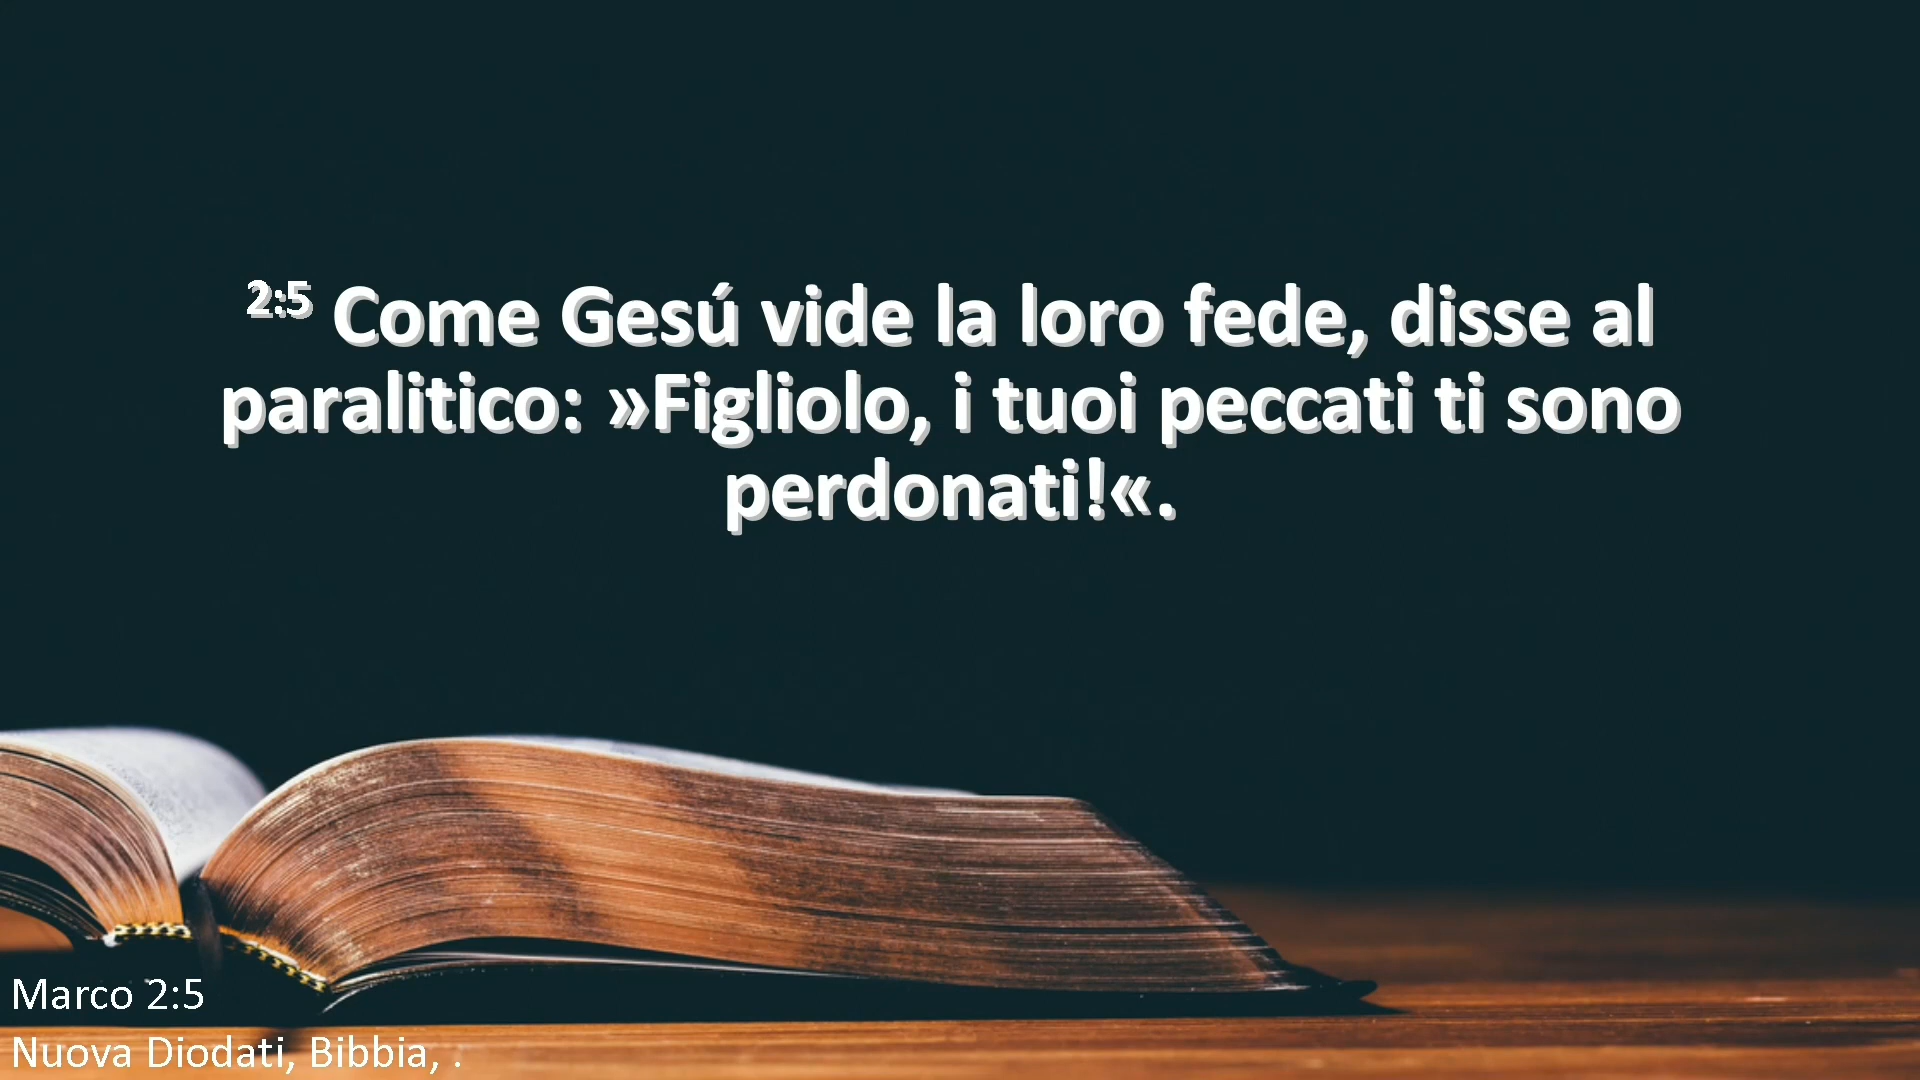 2:5 Come Gesú vide la loro fede, disse al
paralitico: »Figliolo, i tuoi peccati ti sono
perdonati!«.
Marco 2:5
Nuova Diodati, Bibbia, .